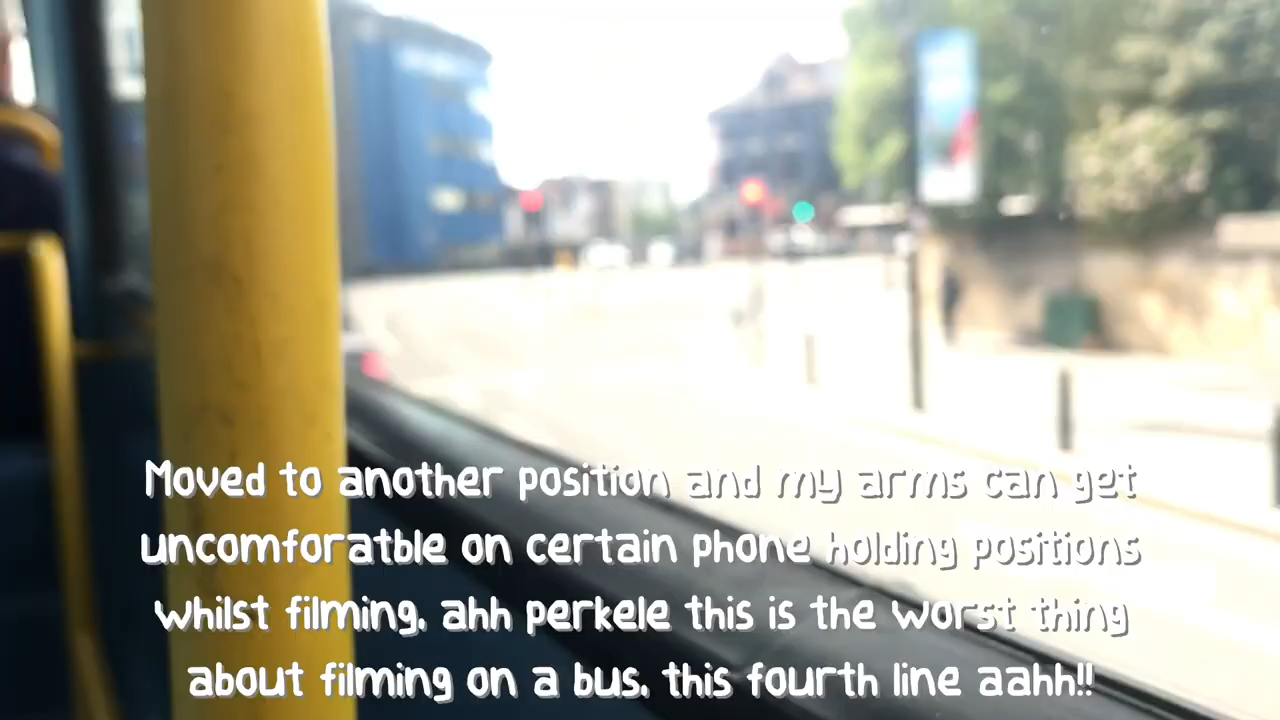 Moved to another position and my arms can get
uncomforatble on certain phone holding positions
whilst filming. ahh perkele this is the worst thing
about filming on a bus. this fourth line aahh!!